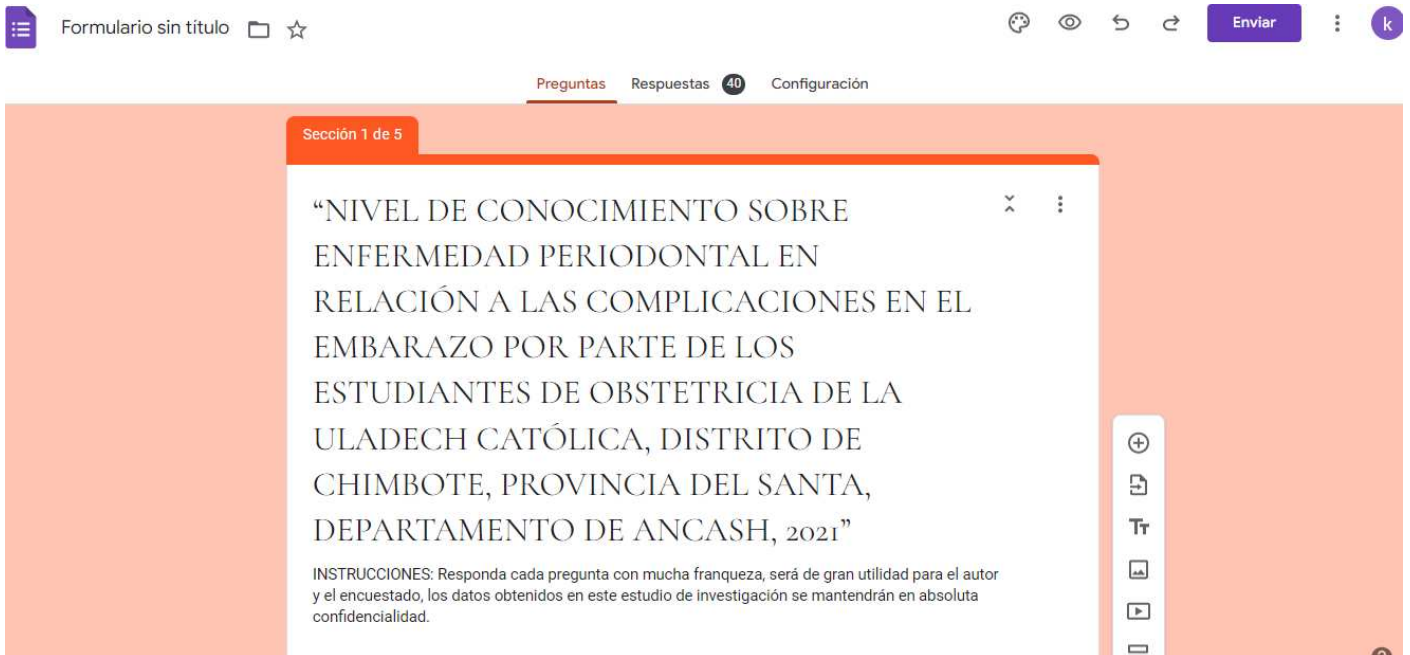 Formulario sin título
Enviar
k
Preguntas Respuestas 40 Configuración
Sección 1 de 5
“NIVEL DE CONOCIMIENTO SOBRE
ENFERMEDAD PERIODONTAL EN
RELACIÓN A LAS COMPLICACIONES EN EL
EMBARAZO POR PARTE DE LOS
ESTUDIANTES DE OBSTETRICIA DE LA
ULADECH CATÓLICA, DISTRITO DE
CHIMBOTE, PROVINCIA DEL SANTA,
DEPARTAMENTO DE ANCASH, 2021”
INSTRUCCIONES: Responda cada pregunta con mucha franqueza, será de gran utilidad para el autor
y el encuestado, los datos obtenidos en este estudio de investigación se mantendrán en absoluta
confidencialidad.
Tт